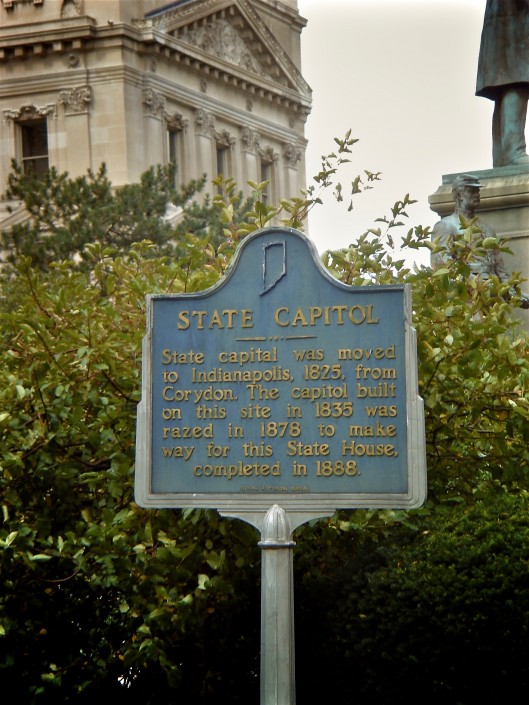 STATE CAPITOL
State capital was moved
to Indianapolis, 1825, from
Corydon. The capitol built
on this site in 1835 was
razed in 1878 to make
way for this State House,
completed in 1888.